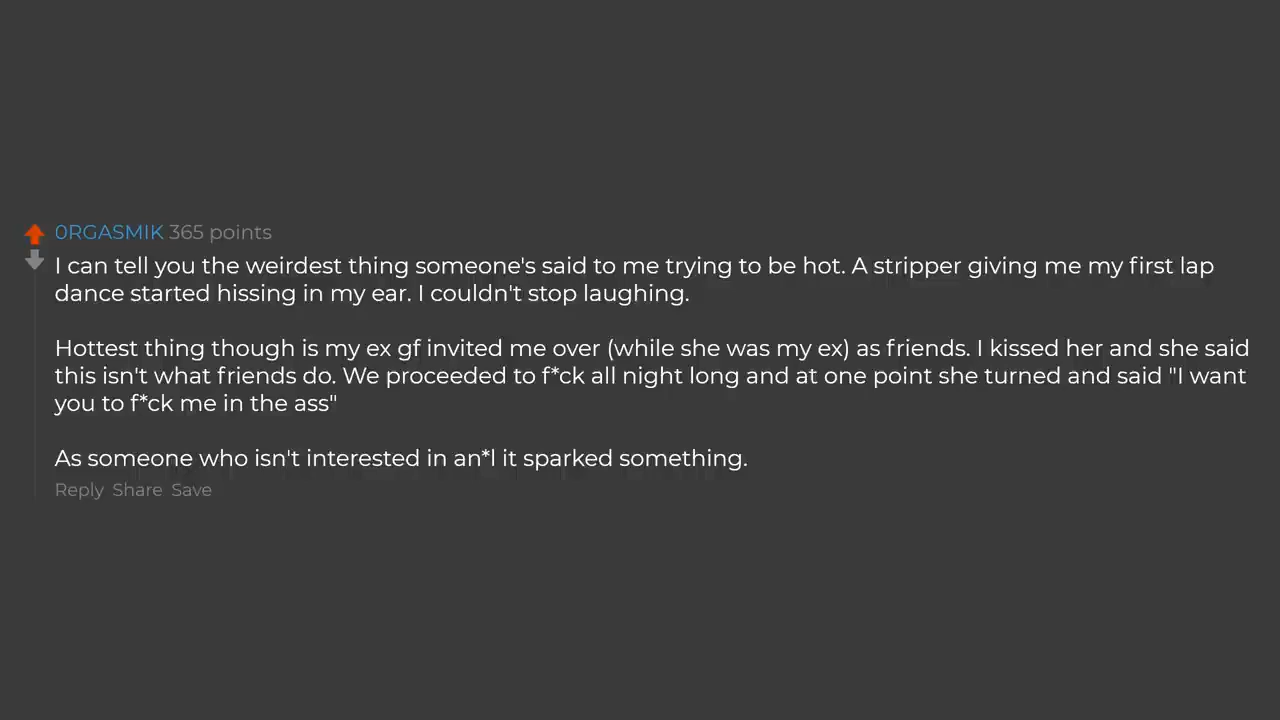 0RGASMIK 365 points
I can tell you the weirdest thing someone's said to me trying to be hot. A stripper giving me my first lap
dance started hissing in my ear. I couldn't stop laughing.
Hottest thing though is my ex gf invited me over (while she was my ex) as friends. I kissed her and she said
this isn't what friends do. We proceeded to f*ck all night long and at one point she turned and said "I want
you to f*ck me in the ass"
As someone who isn't interested in an*l it sparked something.
Reply Share Save